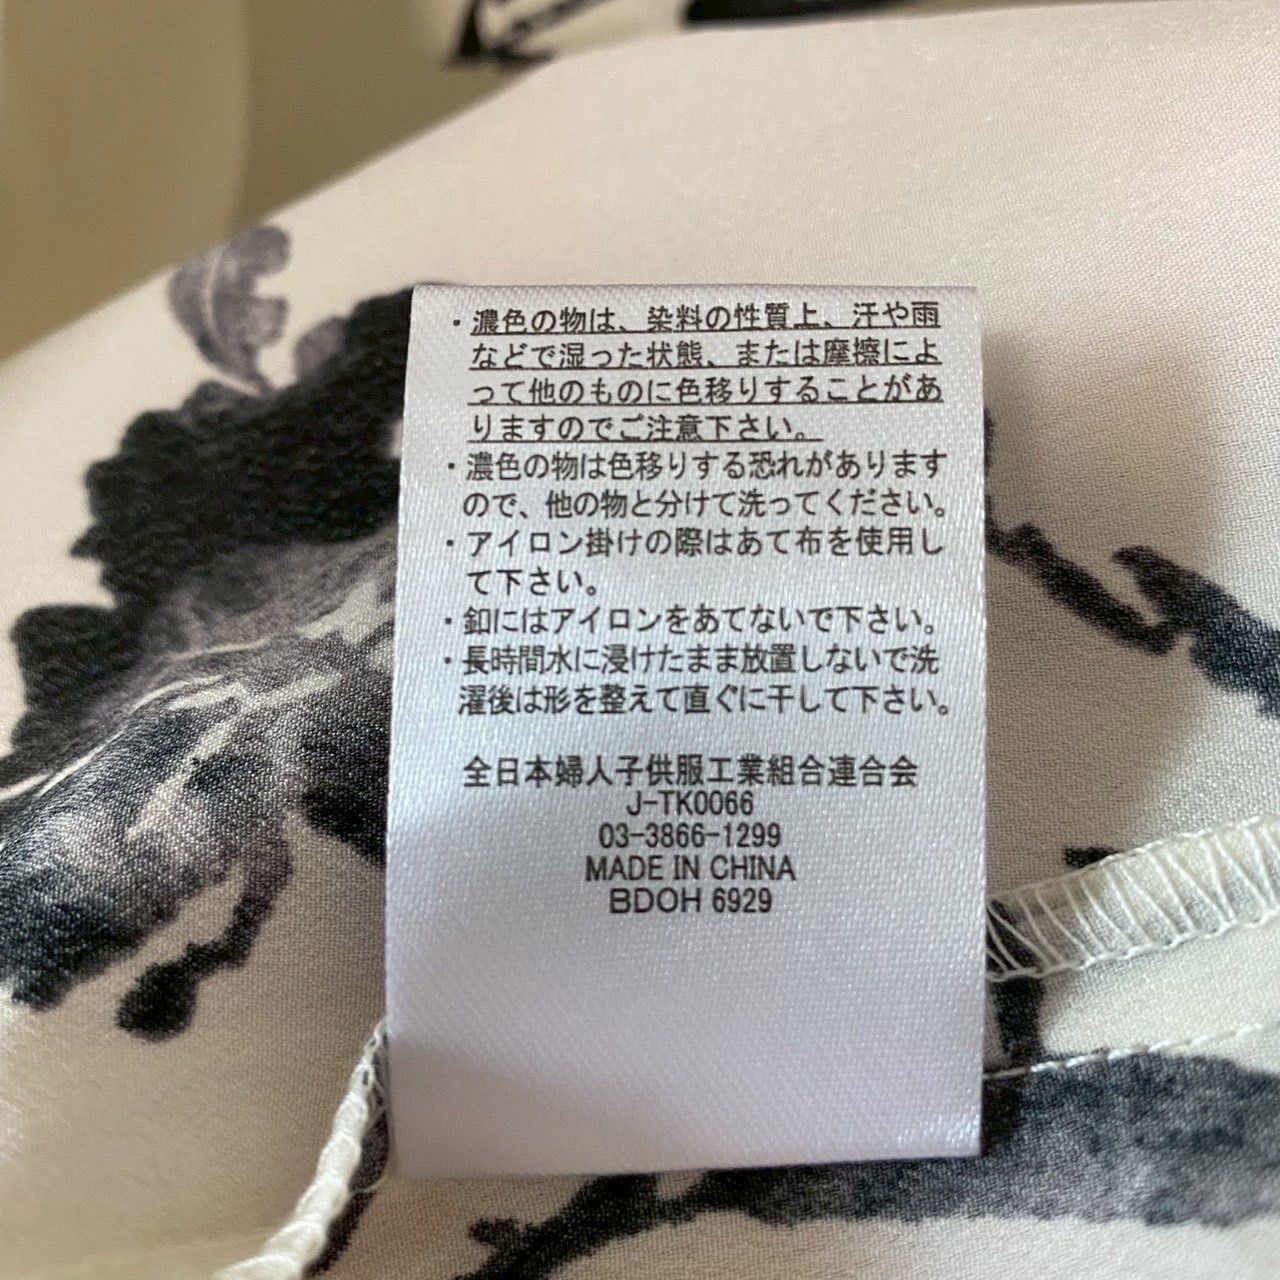 ・濃色の物は、染料の性質上、汗や雨
などで湿った状態、または摩擦によ
って他のものに色移りすることがあ
りますのでご注意下さい。
・濃色の物は色移りする恐れがあります
ので、他の物と分けて洗ってください。
・アイロン掛けの際はあて布を使用し
て下さい。
・釦にはアイロンをあてないで下さい。
・長時間水に浸けたまま放置しないで洗
濯後は形を整えて直ぐに干して下さい。
全日本婦人子供服工業組合連合会
J-TK0066
03-3866-1299
MADE IN CHINA
BDOH 6929